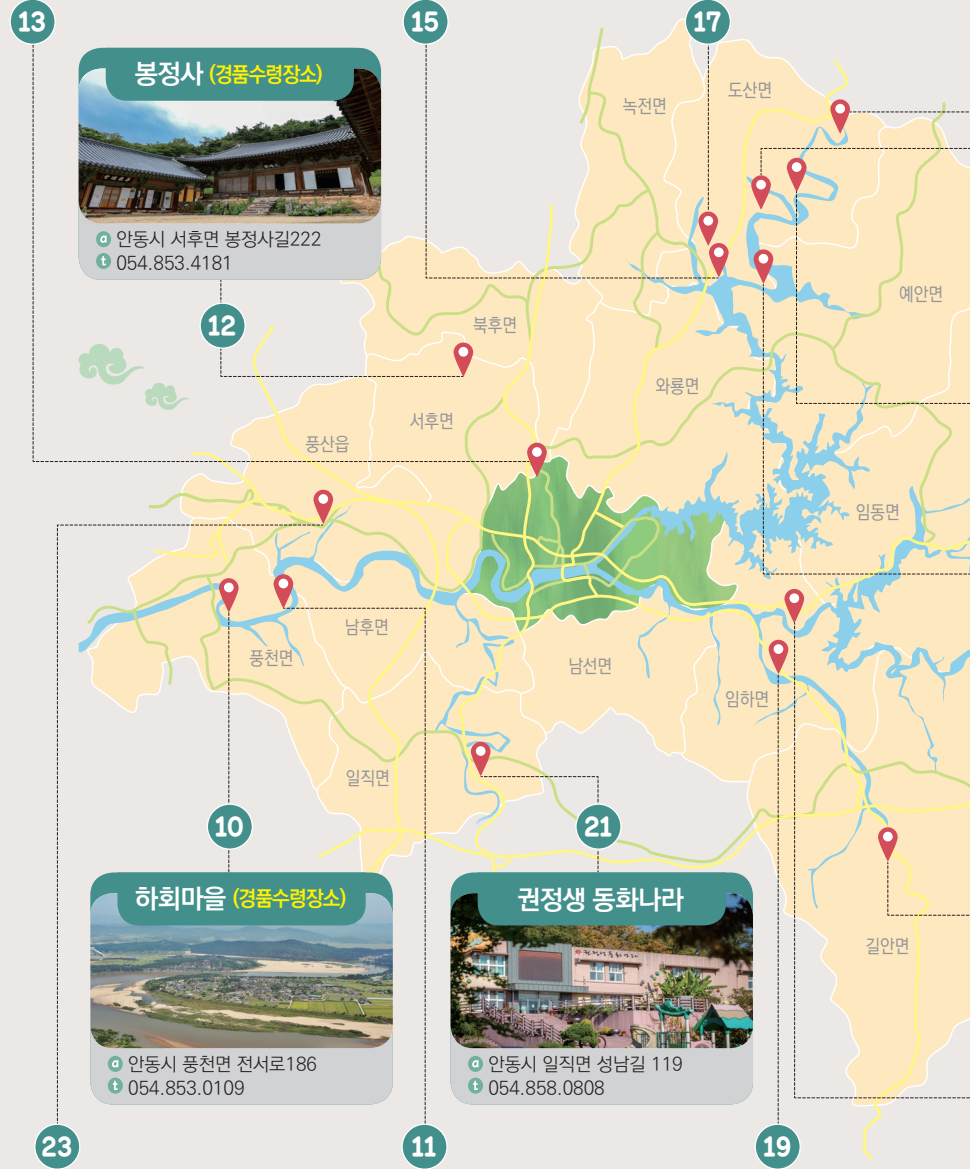 13
15
17
봉정사 (경품수령장소)
a 안동시 서후면 봉정사길222
t 054.853.4181
12
녹전면
도산면
예안면
북후면
와룡면
서후면
풍산읍
임동면
남후면
풍천면
남선면
임하면
일직면
길안면
10
21
하회마을 (경품수령장소)
a 안동시 풍천면 전서로186
t 054.853.0109
권정생 동화나라
a 안동시 일직면 성남길 119
t 054.858.0808
23
11
19